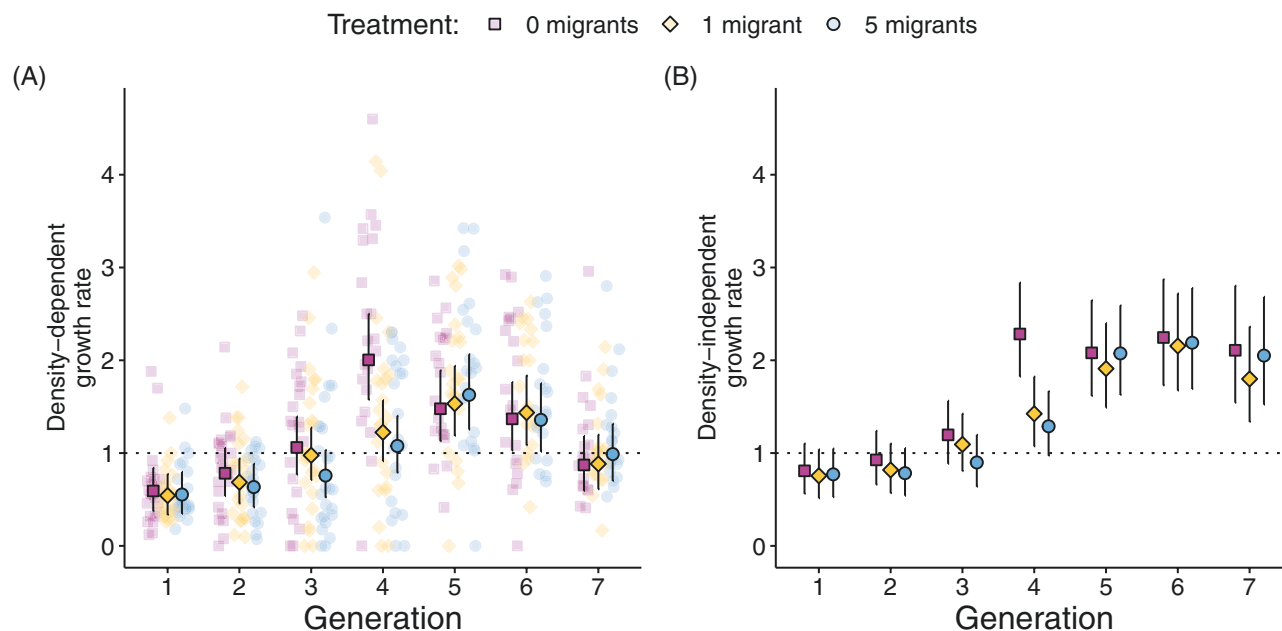 Treatment: 0 migrants 1 migrant 5 migrants
(A)
Density−dependent
growth rate
4
3
2
1
0
1 2 3 4 5 6 7
Generation
(B)
Density−independent
growth rate
4
3
2
1
0
1 2 3 4 5 6 7
Generation